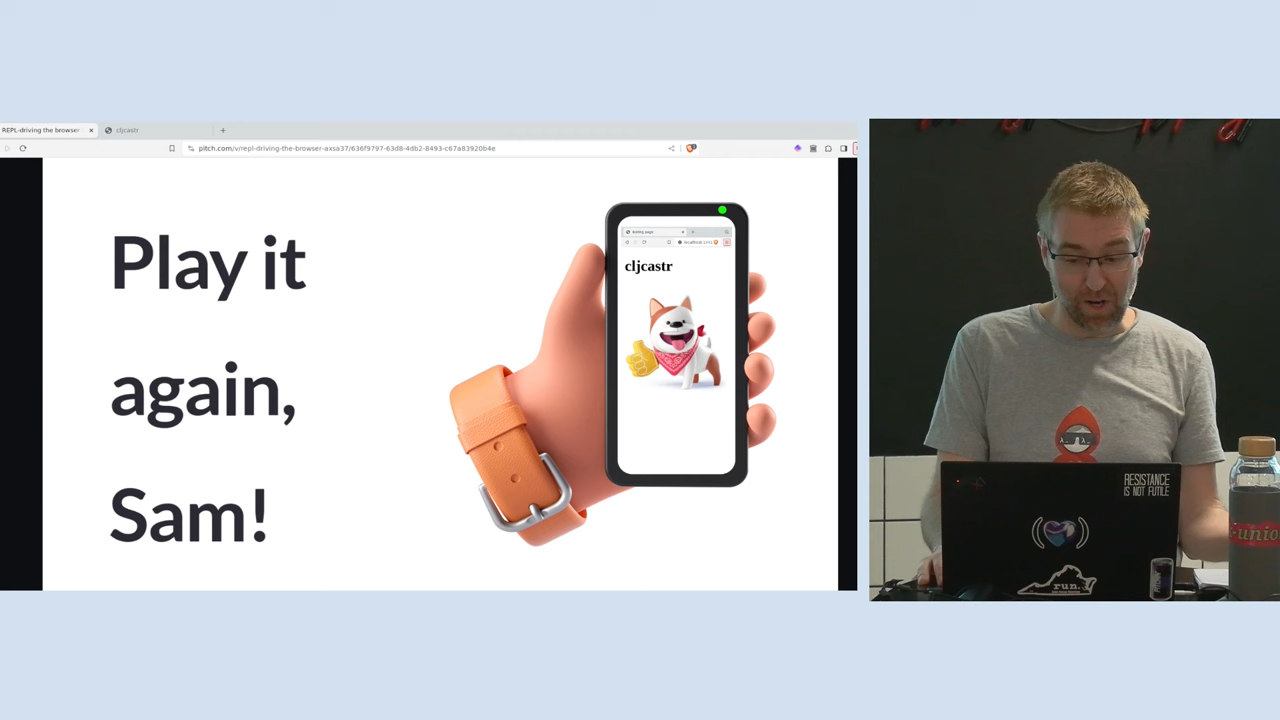 REPL-driving the browser
cljcastr
pitch.com/v/repl-driving-the-browser-axsa37/636f9797-63d8-4db2-8493-c67a83920b4e
Play it
again,
Sam!
cljcastr
RESISTANCE
IS NOT FUTILE
run.